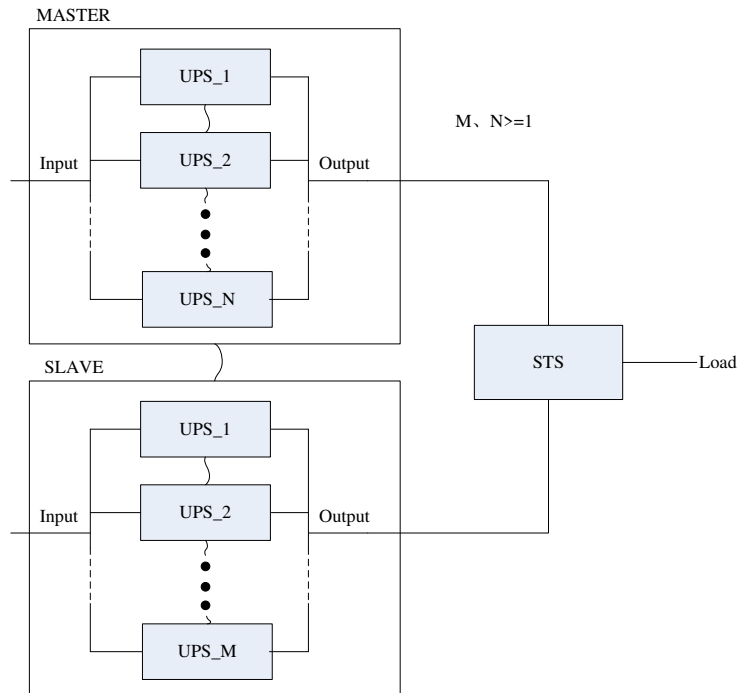 MASTER
UPS_1
M、N>=1
Input
UPS_2
Output
UPS_N
SLAVE
STS
Load
UPS_1
Input
UPS_2
Output
UPS_M